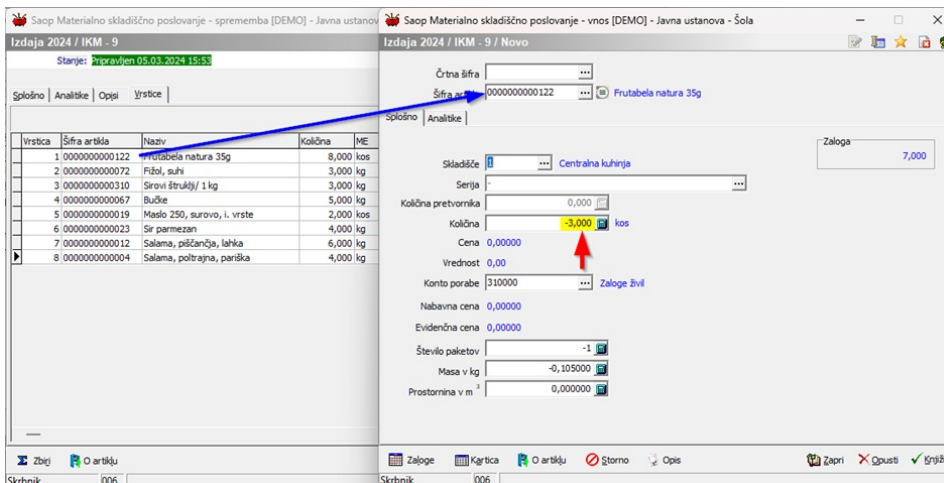 Saop Materialno skladiščno poslovanje - sprememba [DEMO] - Javna ustanov
Izdaja 2024 / IKM - 9
Stanje: Pripravljen 05.03.2024 15:53
Splošno Analitike Opisi Vrstice
Vrstica Šifra artikla Naziv Količina ME
1 0000000000122 Frutabela natura 35g 8,000 kos
2 0000000000072 Fižol, suhi 3,000 kg
3 0000000000310 Sirovi štruklji/ 1 kg 3,000 kg
4 0000000000067 Bučke 5,000 kg
5 0000000000019 Maslo 250, surovo, i. vrste 2,000 kos
6 0000000000023 Sir parmezan 4,000 kg
7 0000000000012 Salama, piščančja, lahka 6,000 kg
8 0000000000004 Salama, poltrajna, pariška 4,000 kg
Zbirj O artiklu
Skrbnik 006
Saop Materialno skladiščno poslovanje - vnos [DEMO] - Javna ustanova - Šola
Izdaja 2024 / IKM - 9 / Novo
Črtna šifra
Šifra artikla 0000000000122 Frutabela natura 35g
Splošno Analitike
Zaloga
7,000
Skladišče 1 Centralna kuhinja
Serija -
Količina pretvornika 0,000
Količina -3,000 kos
Cena 0,00000
Vrednost 0,00
Konto porabe 310000 Zaloge živil
Nabavna cena 0,00000
Evidenčna cena 0,00000
Število paketov -1
Masa v kg -0,105000
Prostornina v m 3 0,000000
Zaloge Kartica O artiklu Storno Opis Zapri Opusti Knjiži
Skrbnik 006